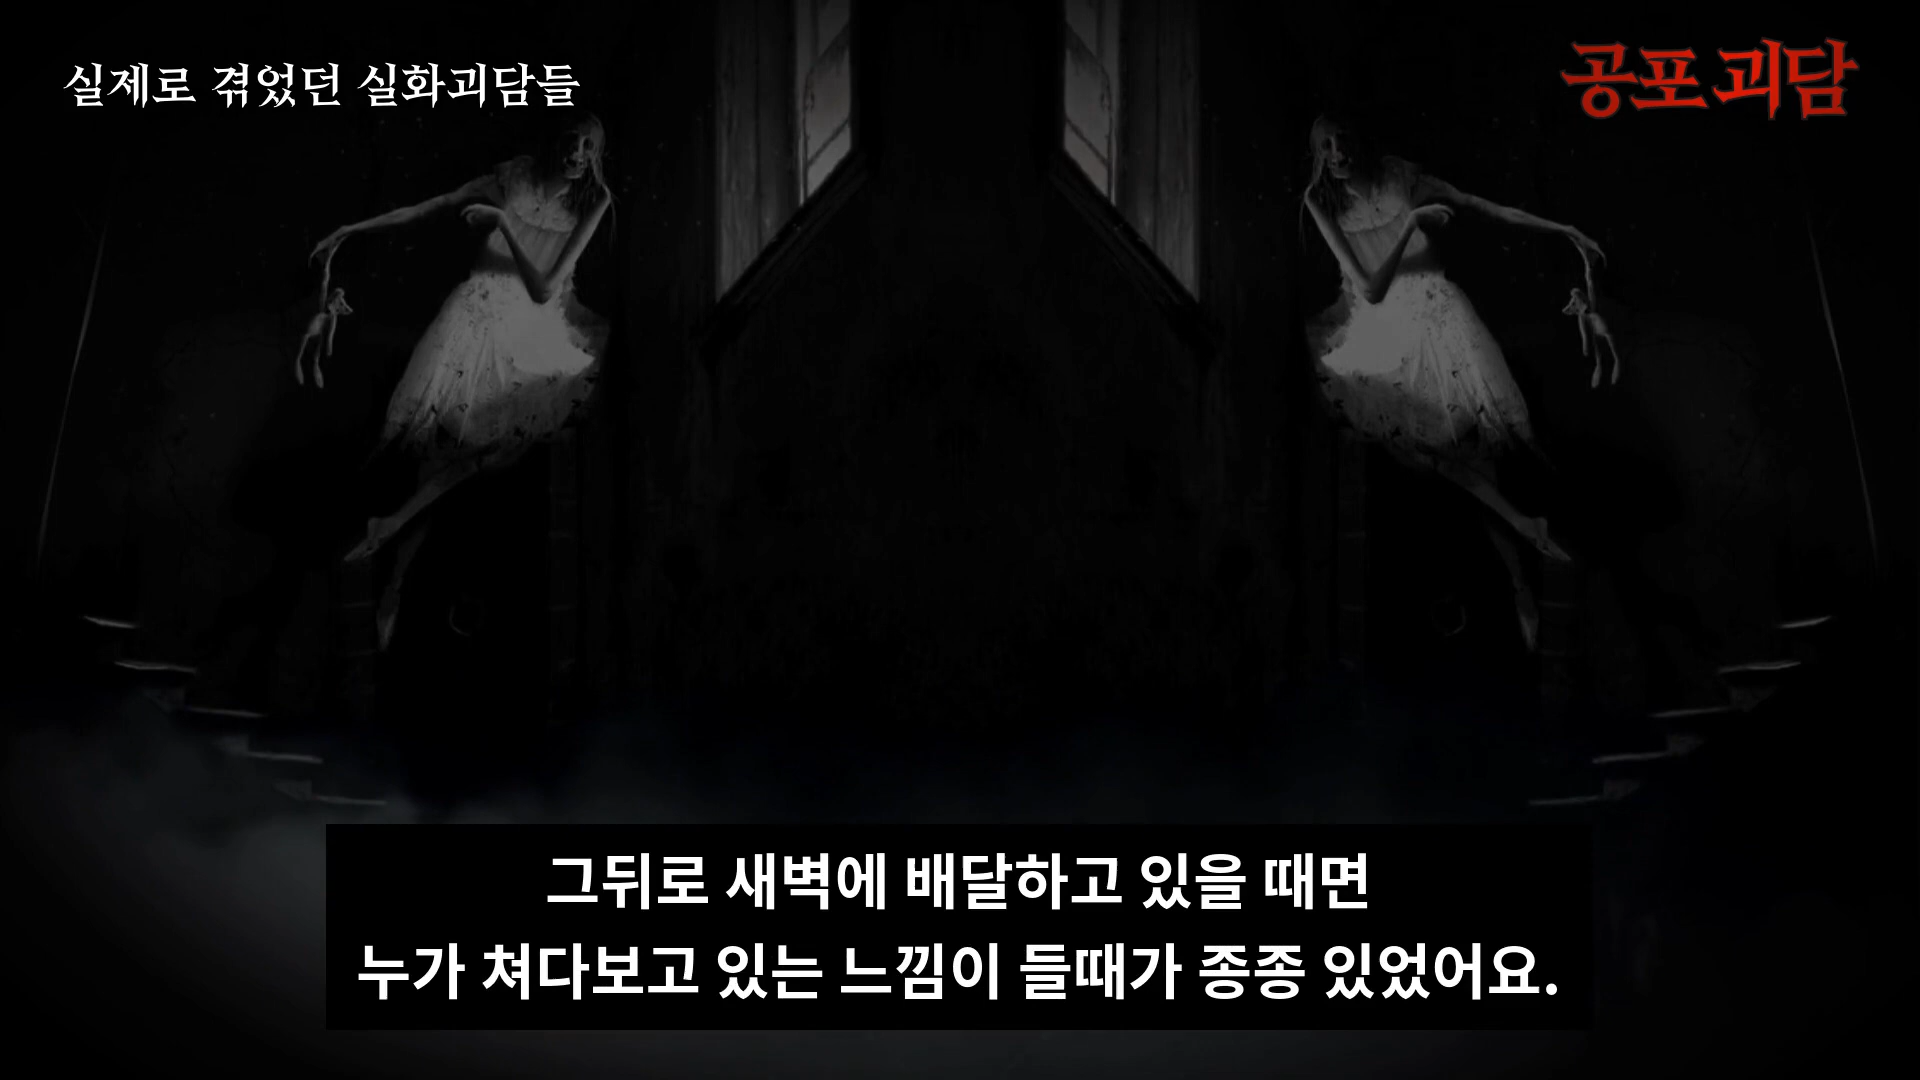 실제로 겪었던 실화괴담들
공포 괴담
그뒤로 새벽에 배달하고 있을 때면
누가 쳐다보고 있는 느낌이 들때가 종종 있었어요.